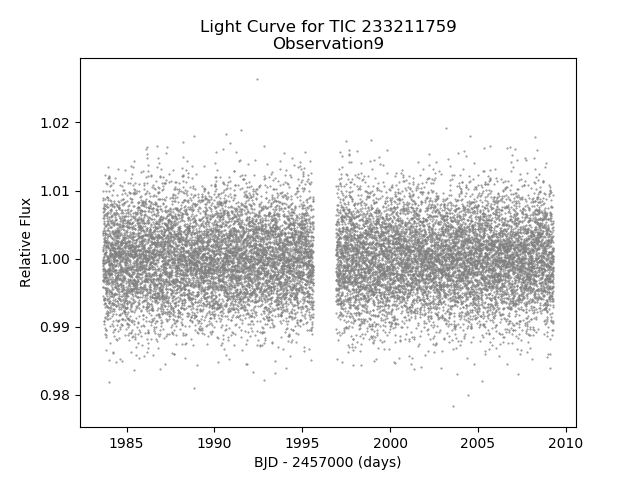 Light Curve for TIC 233211759
Observation9
1.02
1.01
1.00
0.99
0.98
Relative Flux
1985
1990
1995
2000
2005
2010
BJD - 2457000 (days)